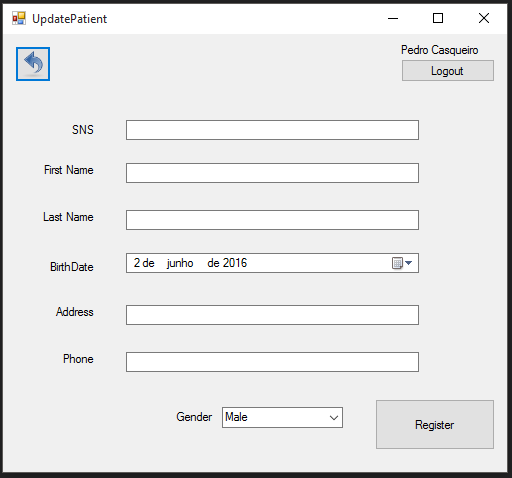 UpdatePatient
Pedro Casqueiro
Logout
SNS
First Name
Last Name
BirthDate 2 de junho de 2016
Address
Phone
Gender Male
Register